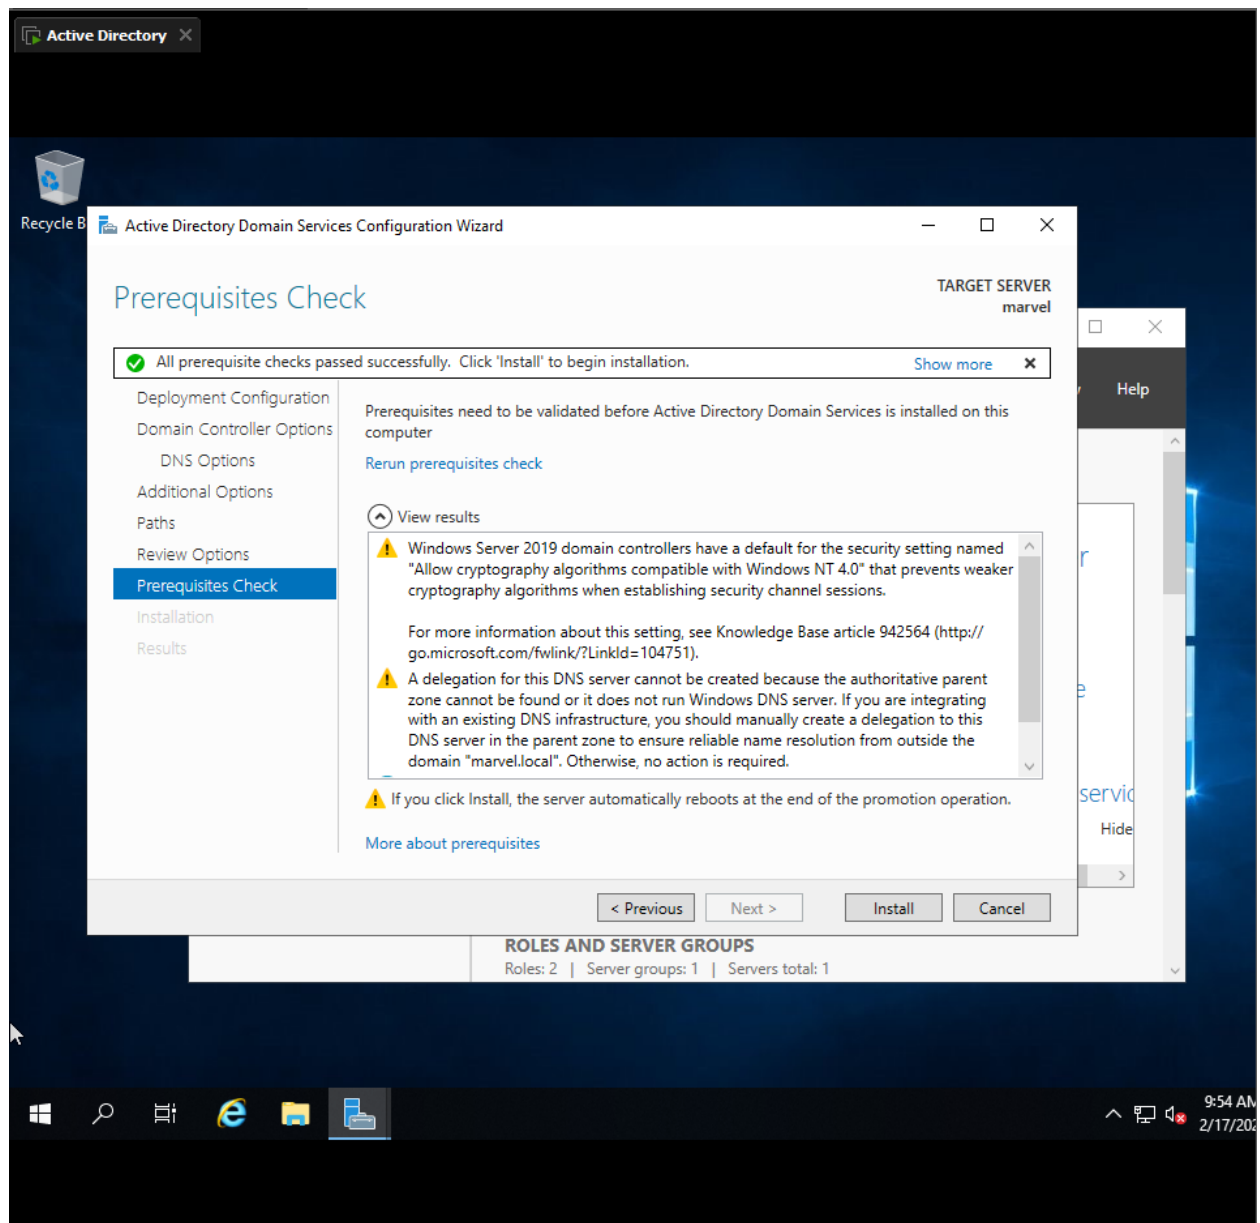 Active Directory
Recycle B
Active Directory Domain Services Configuration Wizard
Prerequisites Check
TARGET SERVER
marvel
All prerequisite checks passed successfully.  Click 'Install' to begin installation.
Show more
Deployment Configuration
Domain Controller Options
DNS Options
Additional Options
Paths
Review Options
Prerequisites Check
Installation
Results
Prerequisites need to be validated before Active Directory Domain Services is installed on this
computer
Rerun prerequisites check
View results
Windows Server 2019 domain controllers have a default for the security setting named
"Allow cryptography algorithms compatible with Windows NT 4.0" that prevents weaker
cryptography algorithms when establishing security channel sessions.
For more information about this setting, see Knowledge Base article 942564 (http://
go.microsoft.com/fwlink/?LinkId=104751).
A delegation for this DNS server cannot be created because the authoritative parent
zone cannot be found or it does not run Windows DNS server. If you are integrating
with an existing DNS infrastructure, you should manually create a delegation to this
DNS server in the parent zone to ensure reliable name resolution from outside the
domain "marvel.local". Otherwise, no action is required.
If you click Install, the server automatically reboots at the end of the promotion operation.
More about prerequisites
< Previous
Next >
Install
Cancel
Help
r
e
servic
Hide
ROLES AND SERVER GROUPS
Roles: 2 | Server groups: 1 | Servers total: 1
9:54 AM
2/17/202